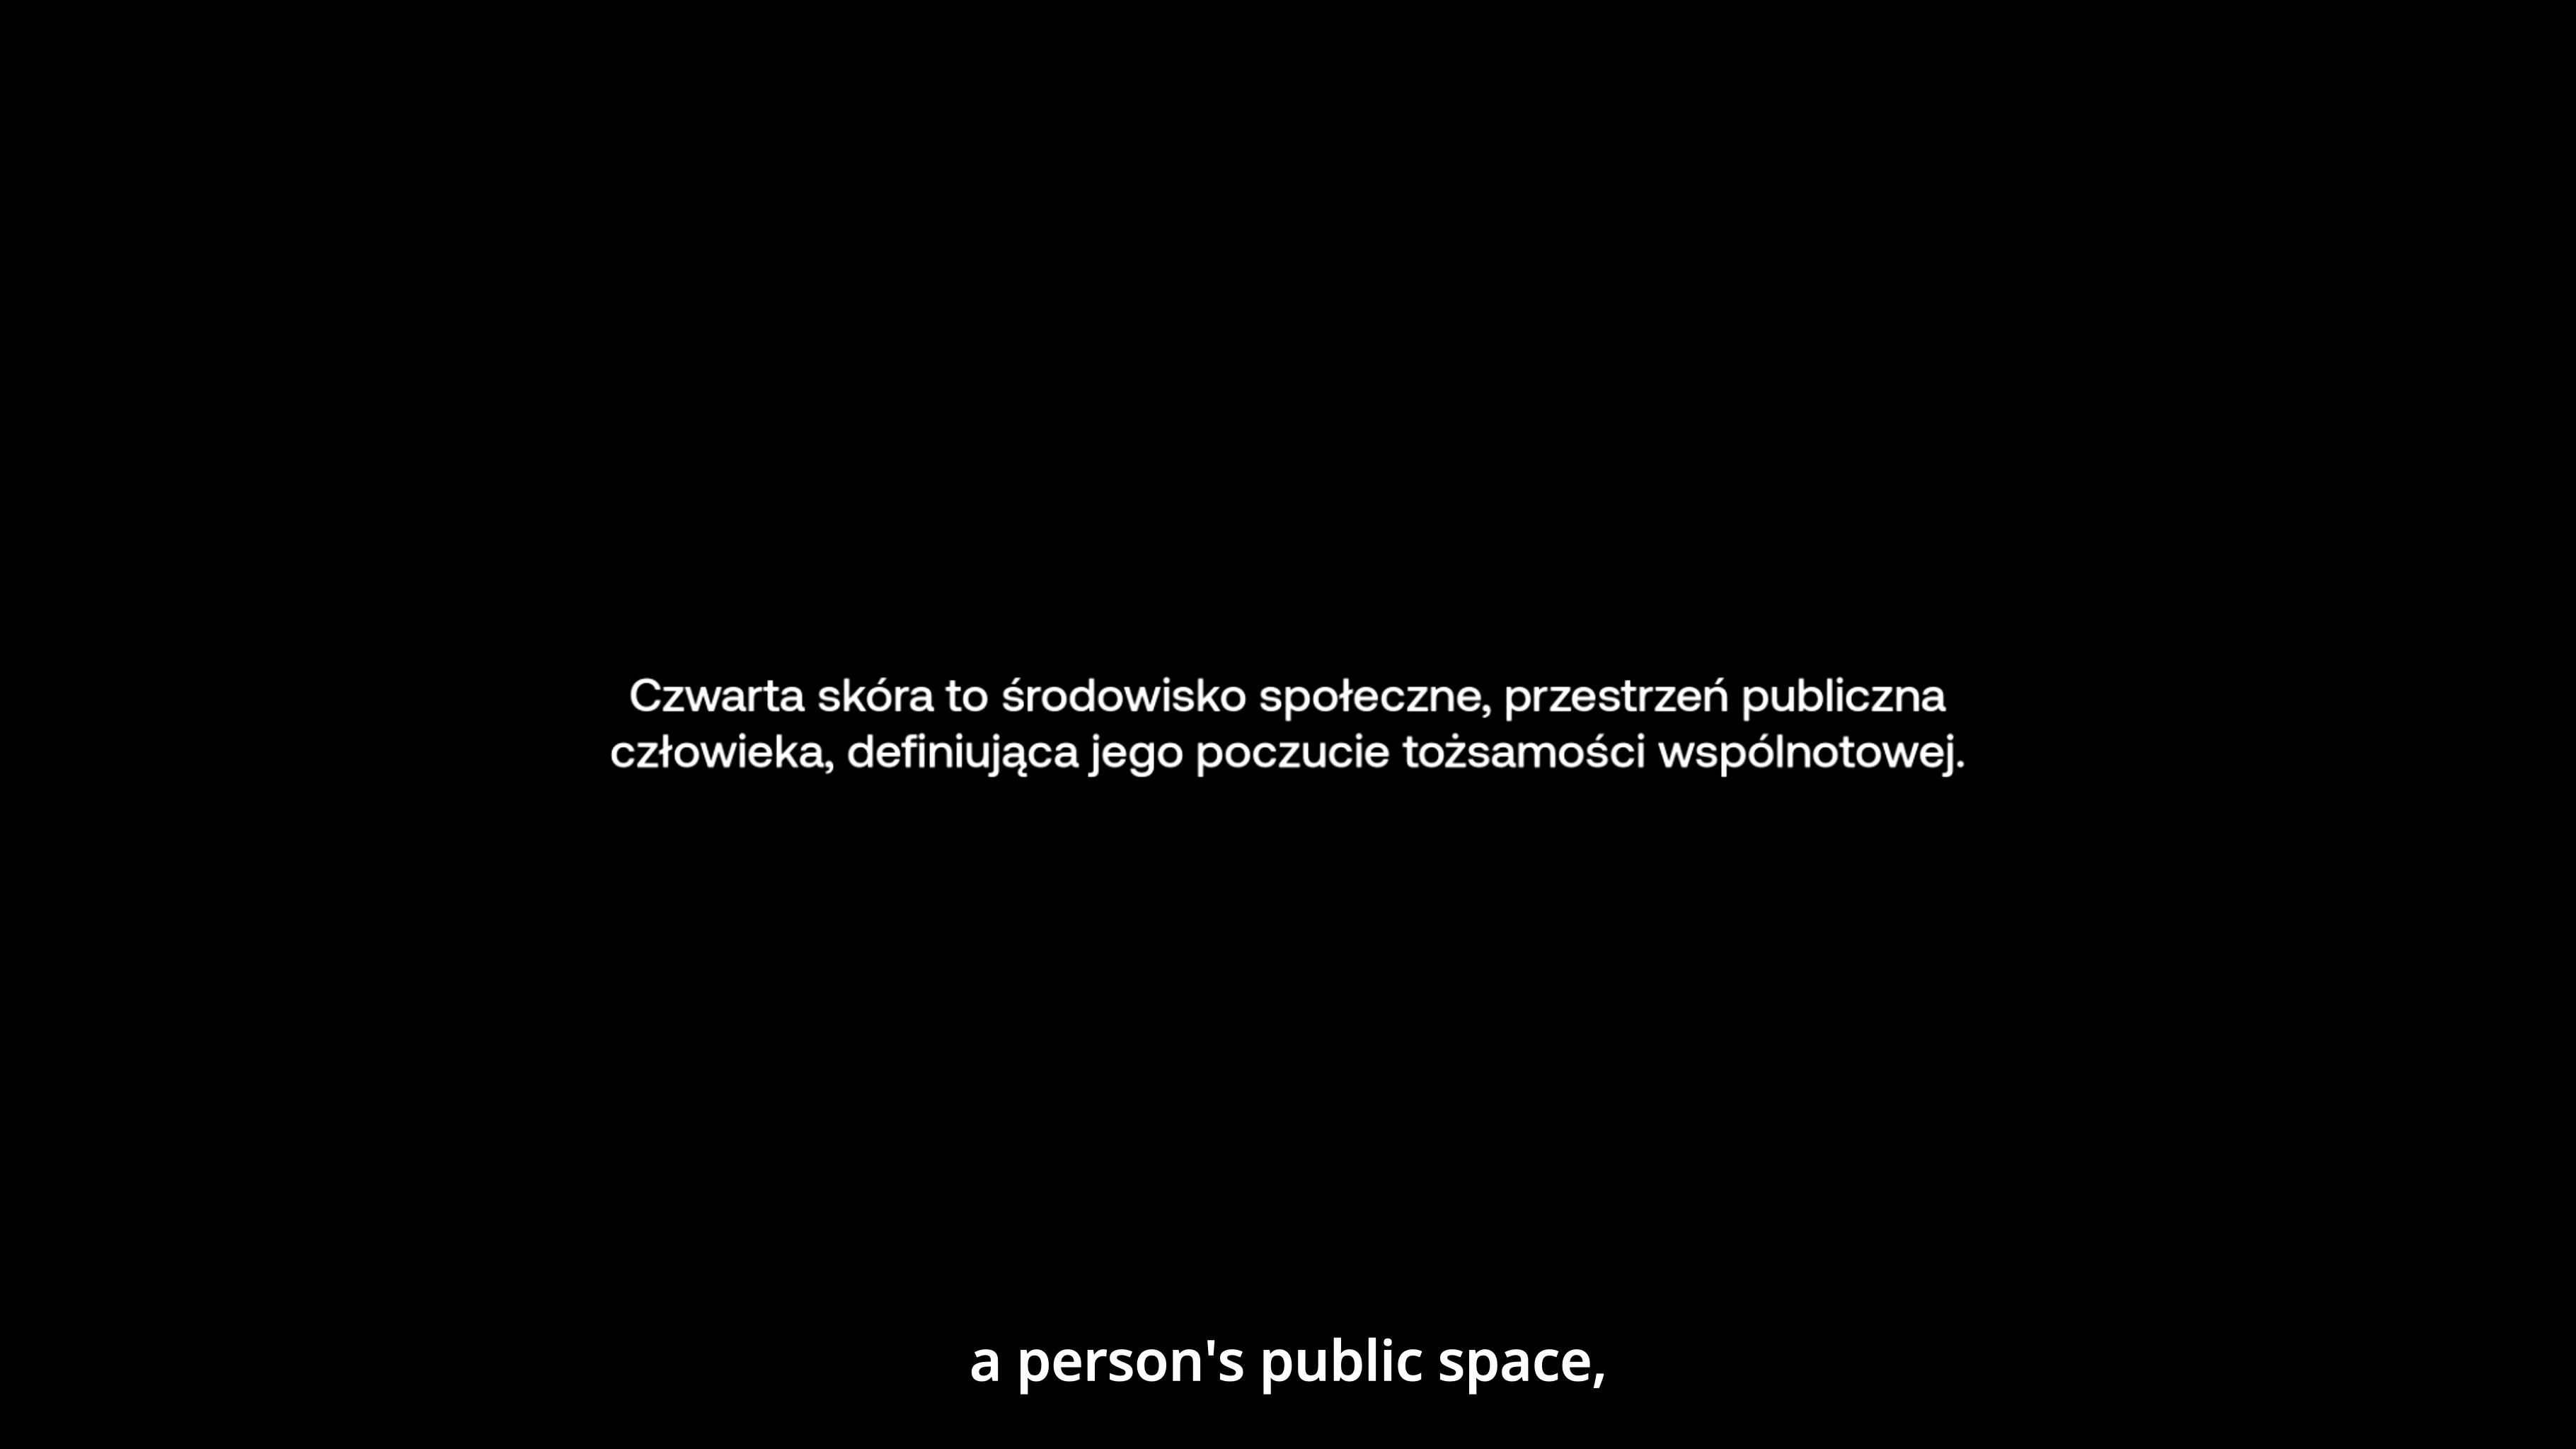 Czwarta skóra to środowisko społeczne, przestrzeń publiczna
człowieka, definiująca jego poczucie tożsamości wspólnotowej.
a person's public space,